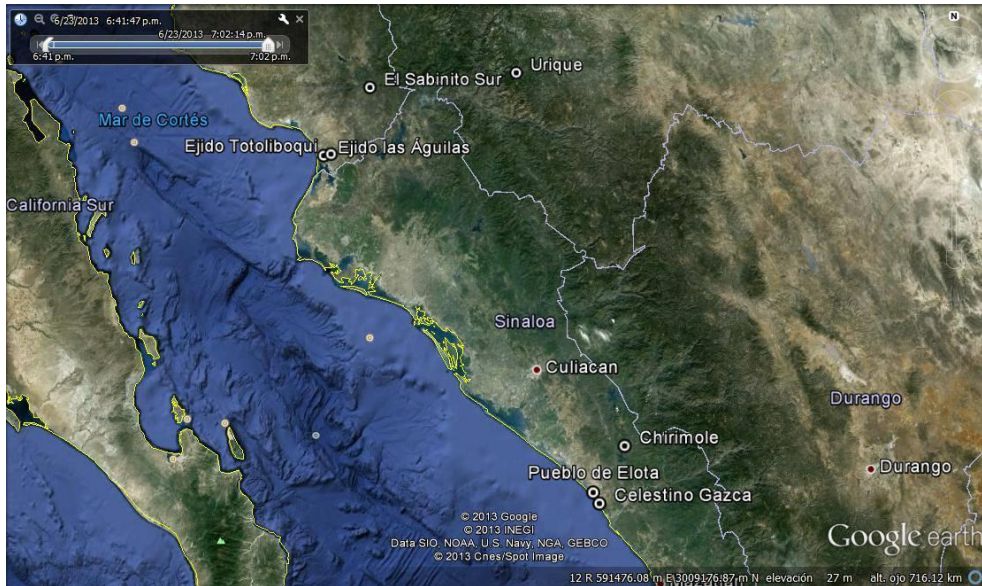 6/23/2013 6:41:47 p.m.
6/23/2013 7:02:14 p.m.
6:41 p.m.
7:02 p.m.
N
Urique
El Sabinito Sur
Mar de Cortés
Ejido Totoliboqui
Ejido las Águilas
California Sur
Sinaloa
Culiacan
Durango
Chirimole
Durango
Pueblo de Elota
Celestino Gazca
© 2013 Google
© 2013 INEGI
Data SIO, NOAA, U.S. Navy, NGA, GEBCO
© 2013 Cnes/Spot Image
Google earth
12 R 591476.08 m E 3009176.87 m N elevación 27 m alt. ojo 716.12 km